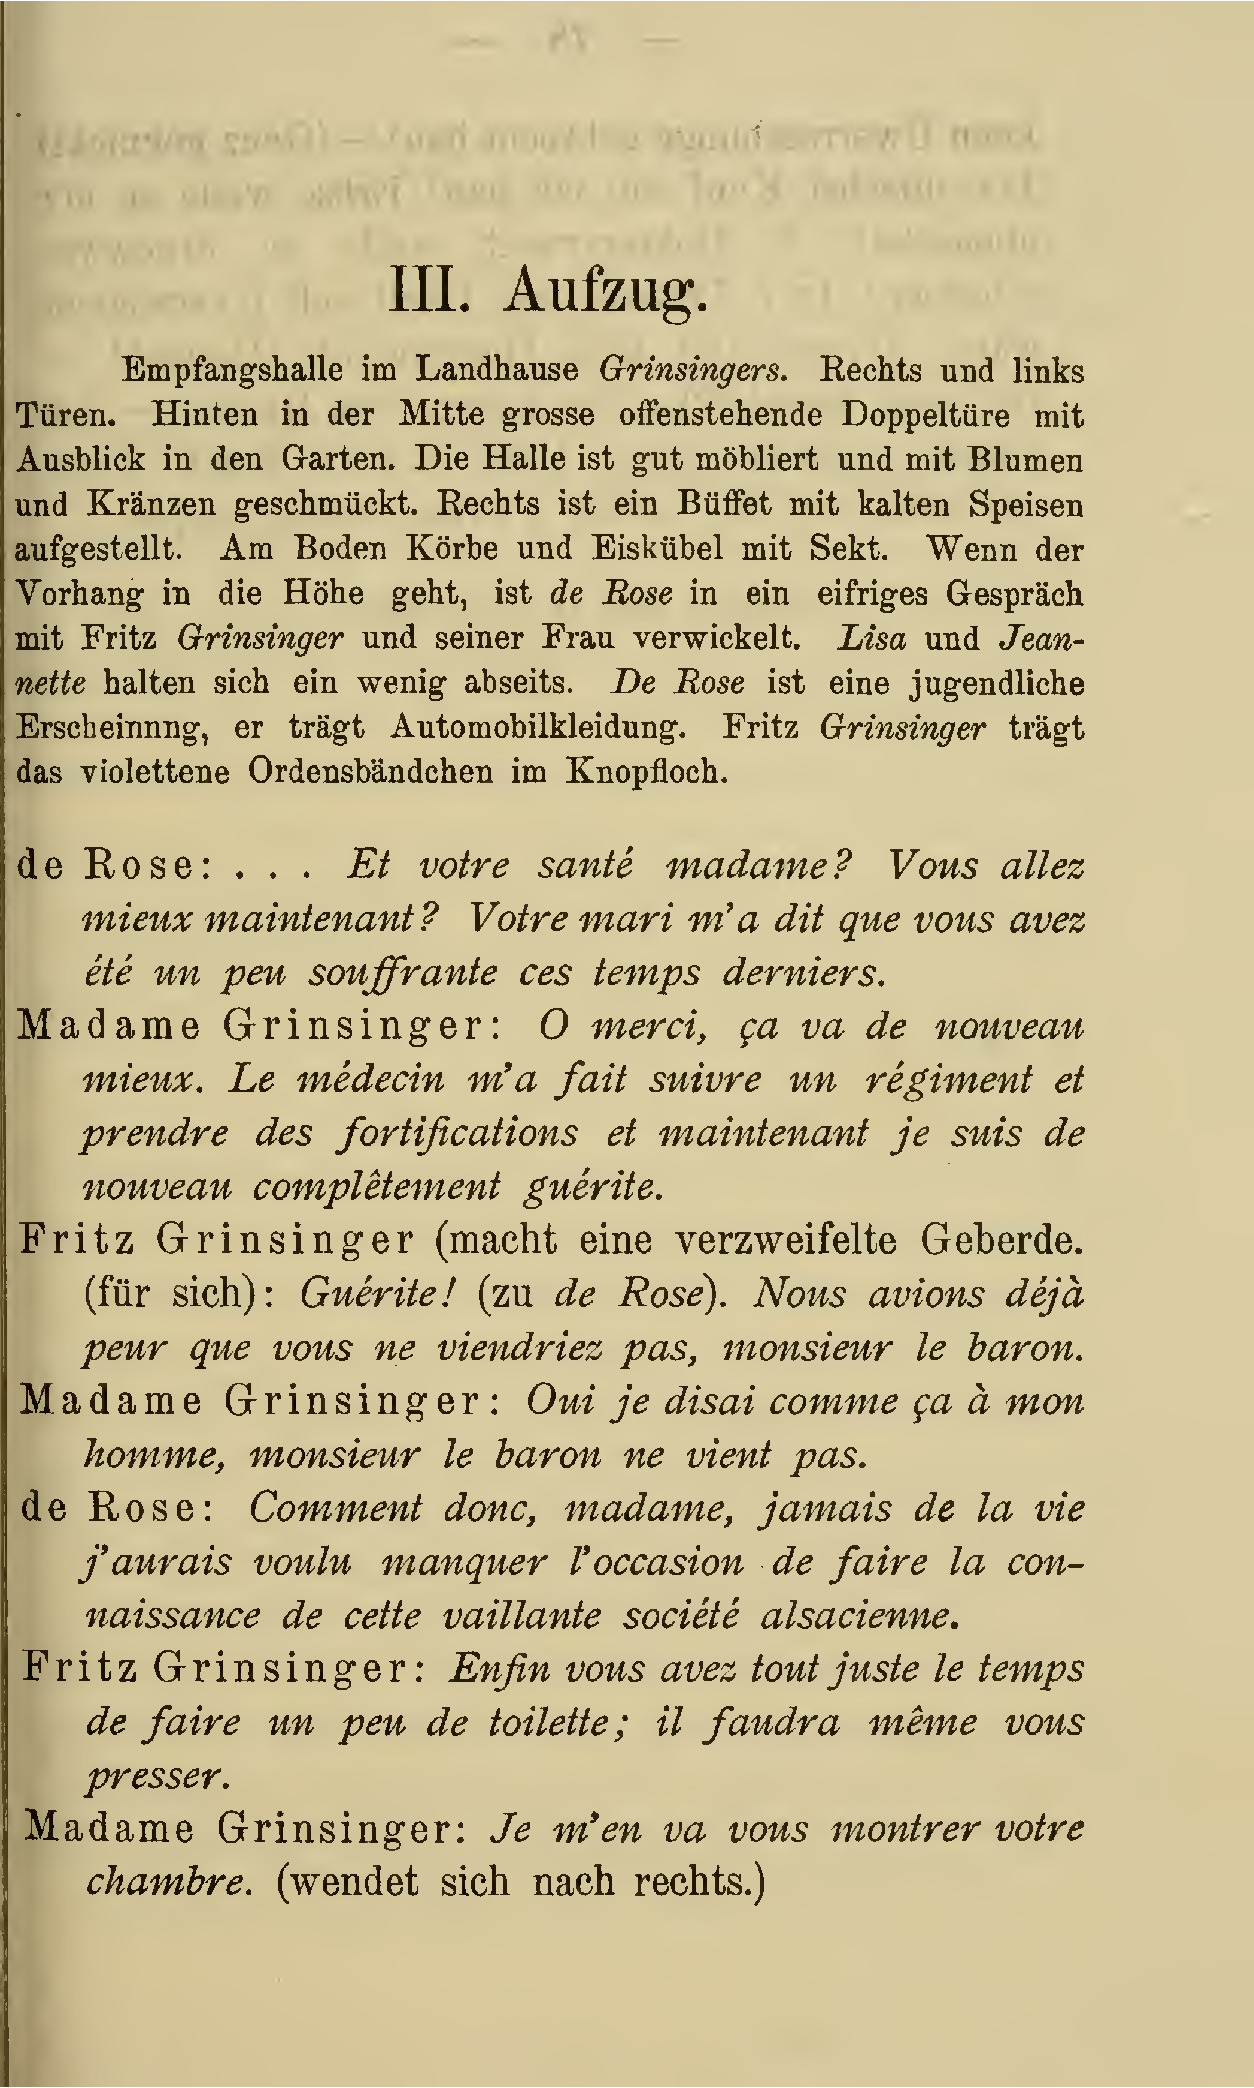 III. Aufzug.
Empfangshalle im Landhause Grinsingers. Rechts und links
Türen. Hinten in der Mitte grosse offenstehende Doppeltüre mit
Ausblick in den Garten. Die Halle ist gut möbliert und mit Blumen
und Kränzen geschmückt. Rechts ist ein Büffet mit kalten Speisen
aufgestellt. Am Boden Körbe und Eiskübel mit Sekt. Wenn der
Vorhang in die Höhe geht, ist de Rose in ein eifriges Gespräch
mit Fritz Grinsinger und seiner Frau verwickelt. Lisa und Jean-
nette halten sich ein wenig abseits. De Rose ist eine jugendliche
Erscheinnng, er trägt Automobilkleidung. Fritz Grinsinger trägt
das violettene Ordensbändchen im Knopfloch.
de Rose: . . . Et votre santé madame? Vous allez
mieux maintenant? Votre mari m'a dit que vous avez
été un peu souffrante ces temps derniers.
Madame Grinsinger: O merci, ça va de nouveau
mieux. Le médecin m'a fait suivre un régiment et
prendre des fortifications et maintenant je suis de
nouveau complêtement guérite.
Fritz Grinsinger (macht eine verzweifelte Geberde.
(für sich): Guérite! (zu de Rose). Nous avions déjà
peur que vous ne viendriez pas, monsieur le baron.
Madame Grinsinger: Oui je disai comme ça à mon
homme, monsieur le baron ne vient pas.
de Rose: Comment donc, madame, jamais de la vie
j'aurais voulu manquer l'occasion de faire la con-
naissance de cette vaillante société alsacienne.
Fritz Grinsinger: Enfin vous avez tout juste le temps
de faire un peu de toilette; il faudra même vous
presser.
Madame Grinsinger: Je m'en va vous montrer votre
chambre. (wendet sich nach rechts.)